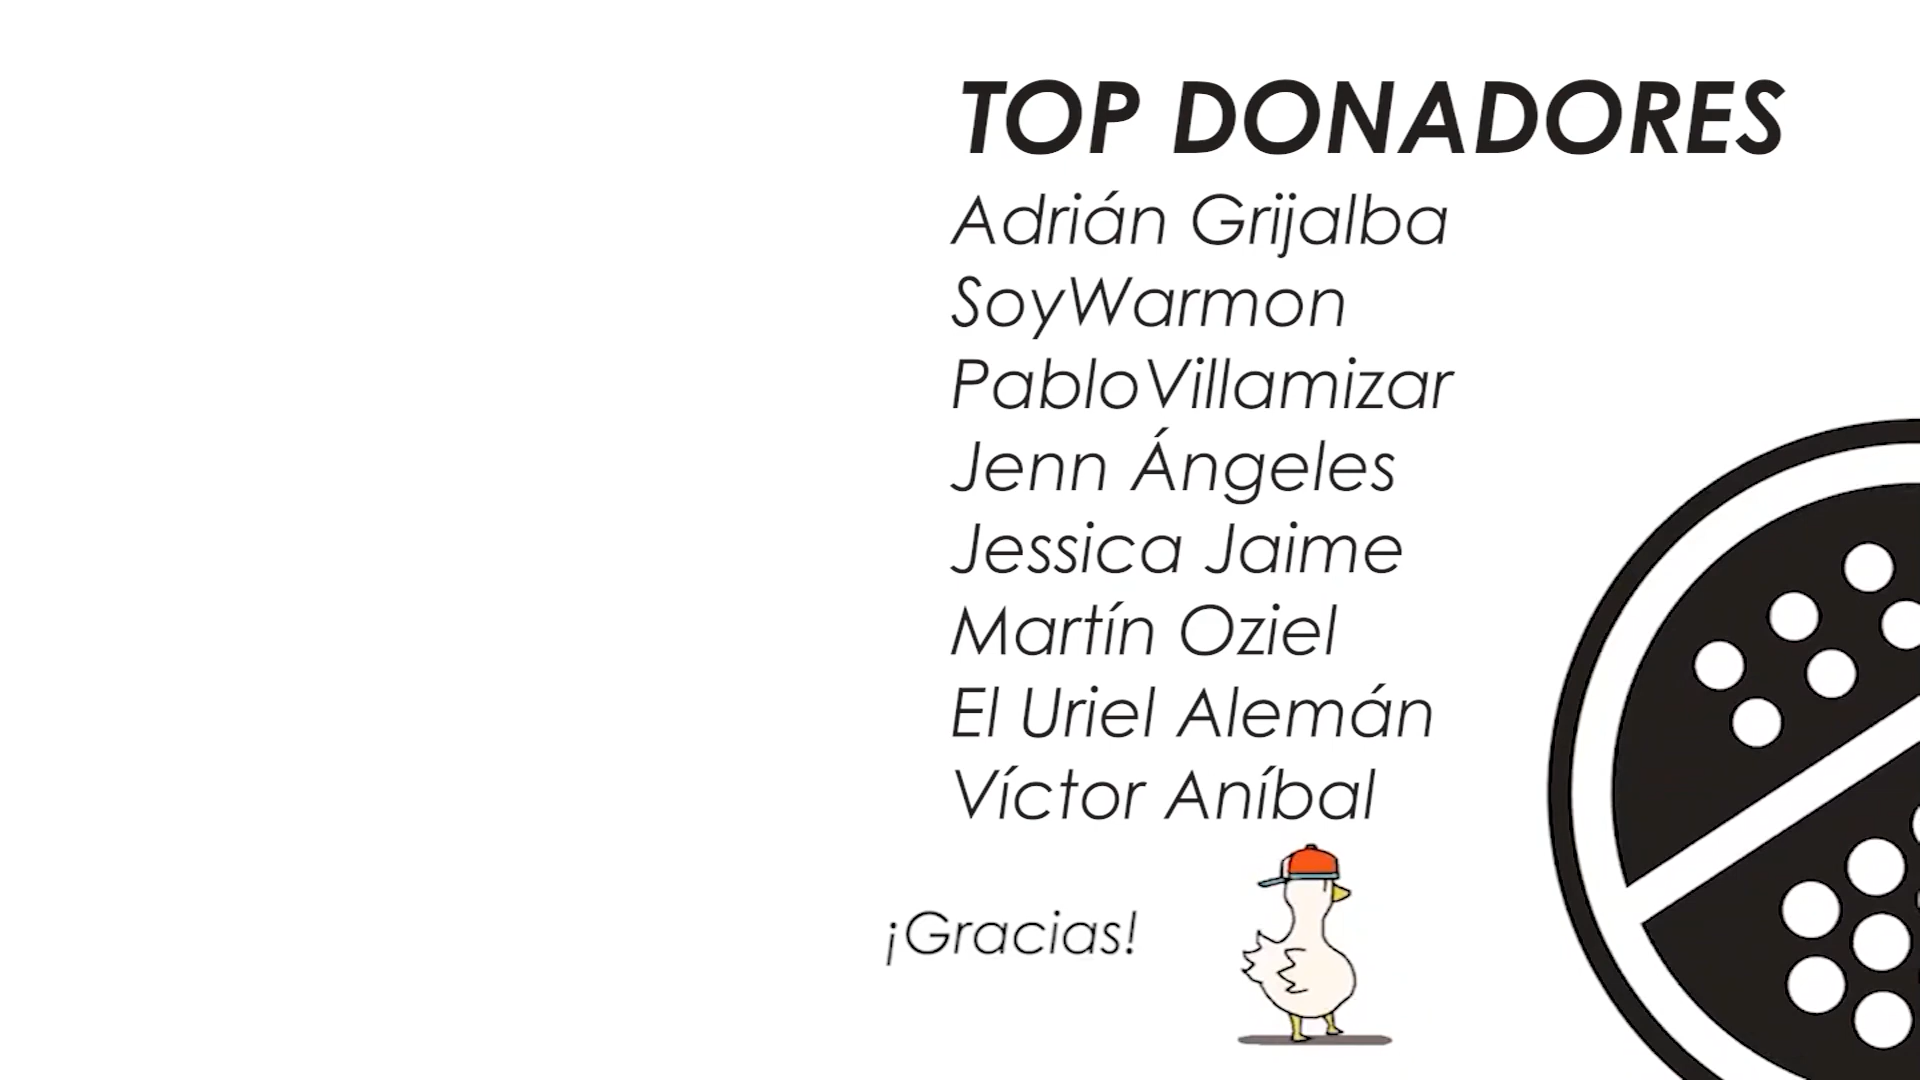 TOP DONADORES
Adrián Grijalba
SoyWarmon
PabloVillamizar
Jenn Ángeles
Jessica Jaime
Martín Oziel
El Uriel Alemán
Víctor Aníbal
¡Gracias!